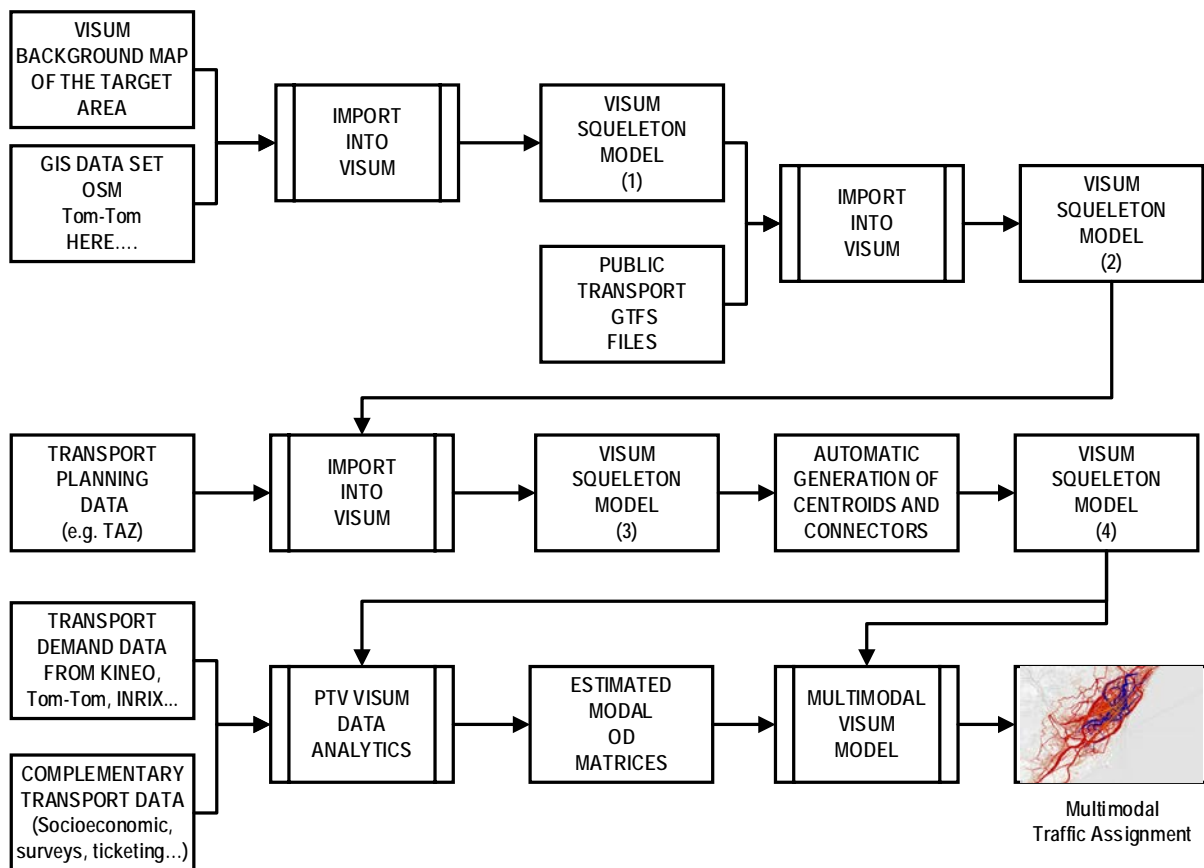 VISUM
BACKGROUND MAP
OF THE TARGET
AREA
GIS DATA SET
OSM
Tom-Tom
HERE....
IMPORT
INTO
VISUM
VISUM
SQUELETON
MODEL
(1)
PUBLIC
TRANSPORT
GTFS
FILES
IMPORT
INTO
VISUM
VISUM
SQUELETON
MODEL
(2)
TRANSPORT
PLANNING
DATA
(e.g. TAZ)
IMPORT
INTO
VISUM
VISUM
SQUELETON
MODEL
(3)
AUTOMATIC
GENERATION OF
CENTROIDS AND
CONNECTORS
VISUM
SQUELETON
MODEL
(4)
TRANSPORT
DEMAND DATA
FROM KINEO,
Tom-Tom, INRIX...
COMPLEMENTARY
TRANSPORT DATA
(Socioeconomic,
surveys, ticketing...)
PTV VISUM
DATA
ANALYTICS
ESTIMATED
MODAL
OD
MATRICES
MULTIMODAL
VISUM
MODEL
Multimodal
Traffic Assignment